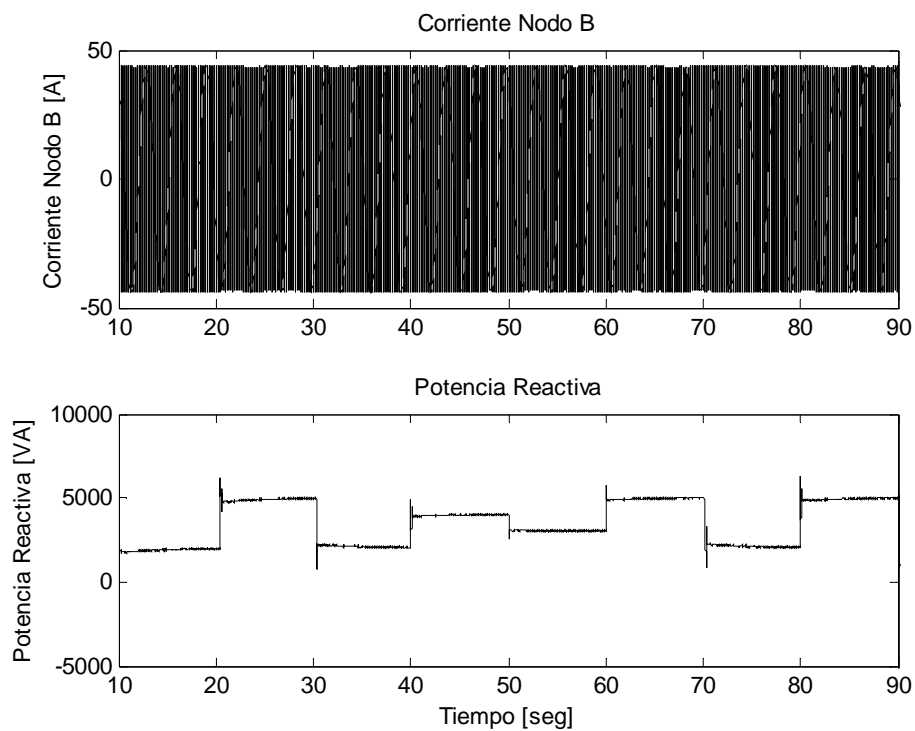 Corriente Nodo B
Corriente Nodo B [A]
50
0
-50
10 20 30 40 50 60 70 80 90
Potencia Reactiva
Potencia Reactiva [VA]
10000
5000
0
-5000
10 20 30 40 50 60 70 80 90
Tiempo [seg]